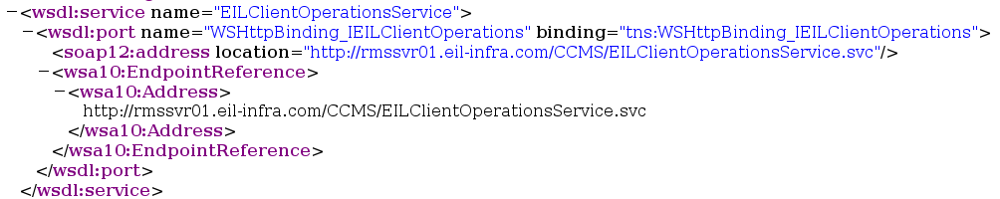 −<wsdl:service name="EILClientOperationsService">
−<wsdl:port name="WSHttpBinding_IEILClientOperations" binding="tns:WSHttpBinding_IEILClientOperations">
<soap12:address location="http://rmssvr01.eil-infra.com/CCMS/EILClientOperationsService.svc"/>
−<wsa10:EndpointReference>
−<wsa10:Address>
http://rmssvr01.eil-infra.com/CCMS/EILClientOperationsService.svc
</wsa10:Address>
</wsa10:EndpointReference>
</wsdl:port>
</wsdl:service>